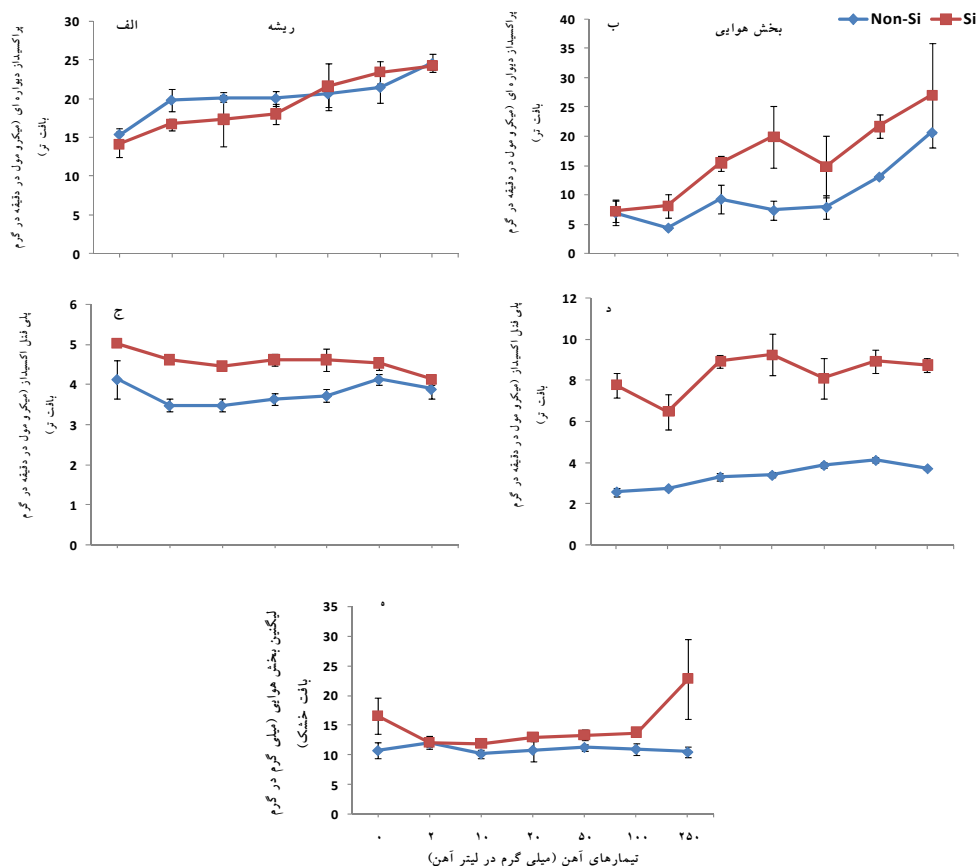 الف
ریشه
پراکسیداز دیواره ای (میکرو مول در دقیقه در گرم
بافت تر)
30
25
20
15
10
5
0
ب
بخش هوایی
Non-Si
Si
پراکسیداز دیواره ای (میکرو مول در دقیقه در گرم
بافت تر)
40
35
30
25
20
15
10
5
0
ج
پلی فنل اکسیداز (میکرو مول در دقیقه در گرم
بافت تر)
6
5
4
3
2
1
0
د
پلی فنل اکسیداز (میکرو مول در دقیقه در گرم
بافت تر)
12
10
8
6
4
2
0
ه
لیگنین بخش هوایی (میلی گرم در گرم
بافت خشک)
35
30
25
20
15
10
5
0
۰ ۲ ۱۰ ۲۰ ۵۰ ۱۰۰ ۲۵۰
تیمارهای آهن (میلی گرم در لیتر آهن)